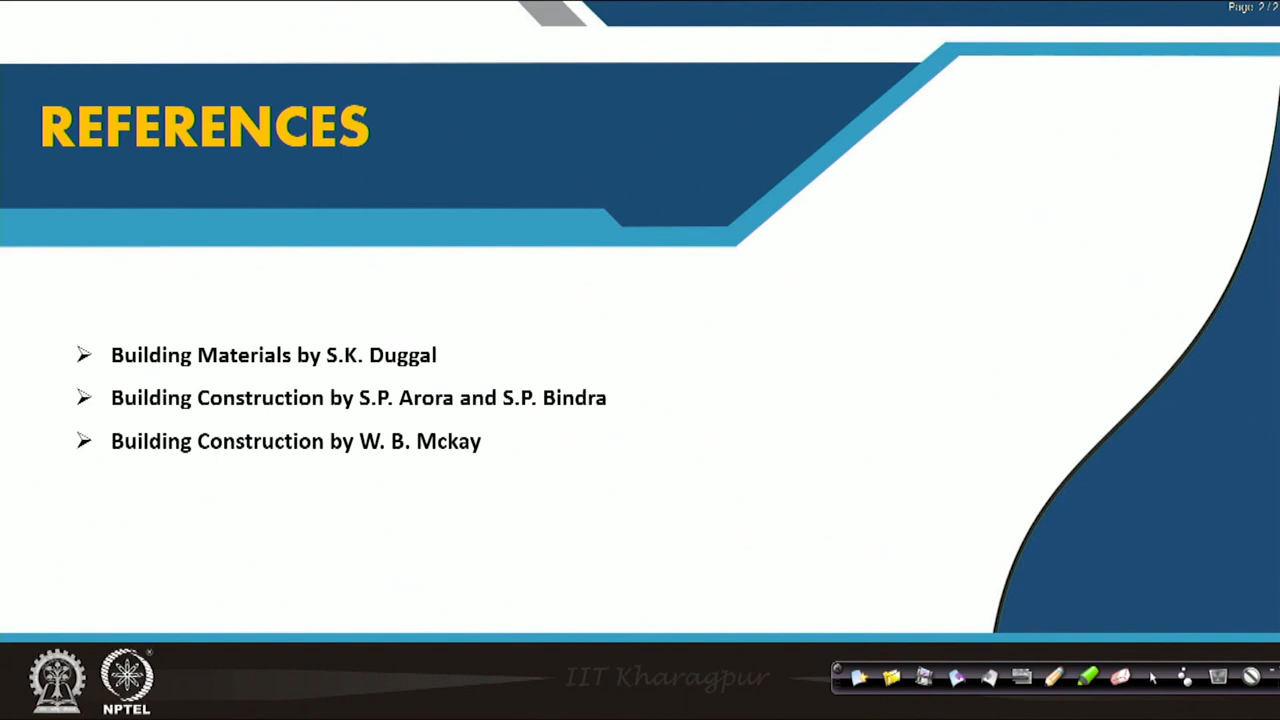 Page 2/2
REFERENCES
Building Materials by S.K. Duggal
Building Construction by S.P. Arora and S.P. Bindra
Building Construction by W. B. Mckay
IIT Kharagpur
NPTEL